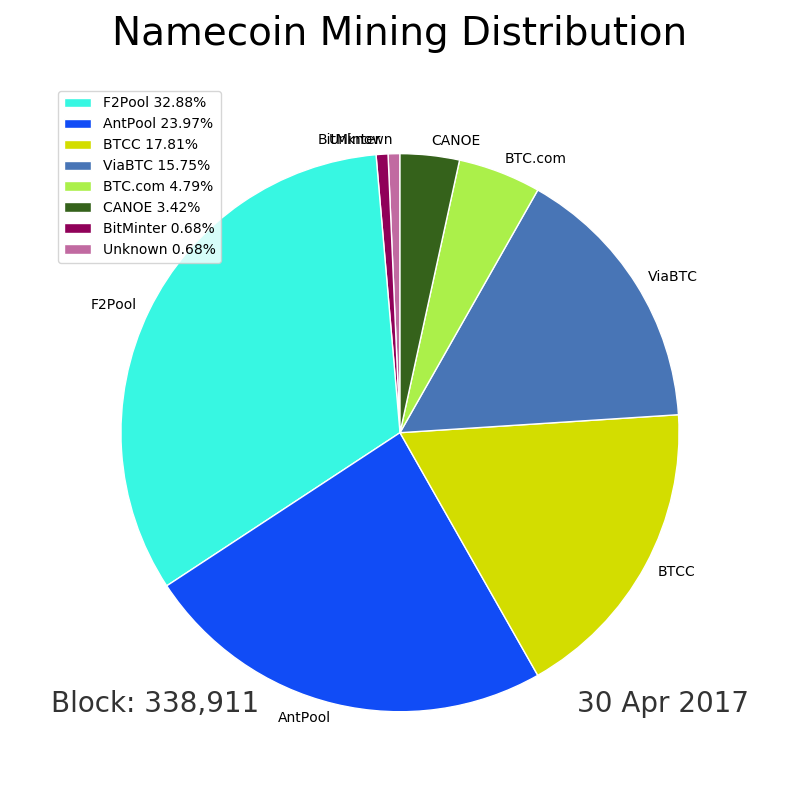 Namecoin Mining Distribution
F2Pool 32.88%
AntPool 23.97%
BTCC 17.81%
ViaBTC 15.75%
BTC.com 4.79%
CANOE 3.42%
BitMinter 0.68%
Unknown 0.68%
BitMinter
Unknown
CANOE
BTC.com
ViaBTC
F2Pool
BTCC
AntPool
Block: 338,911
30 Apr 2017